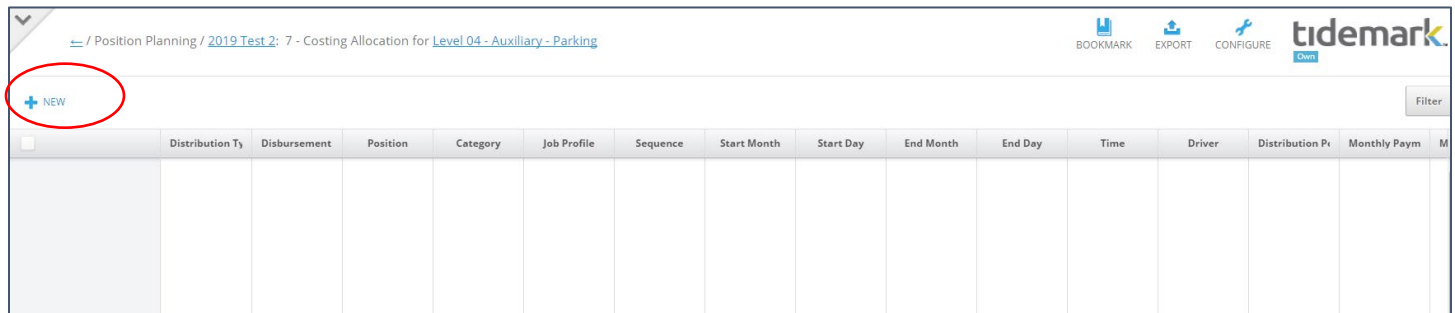 ← / Position Planning / 2019 Test 2: 7 - Costing Allocation for Level 04 - Auxiliary - Parking
BOOKMARK EXPORT CONFIGURE
tidemark.
Own
NEW
Filter
Distribution Ty Disbursement Position Category Job Profile Sequence Start Month Start Day End Month End Day Time Driver Distribution Pe Monthly Paym M